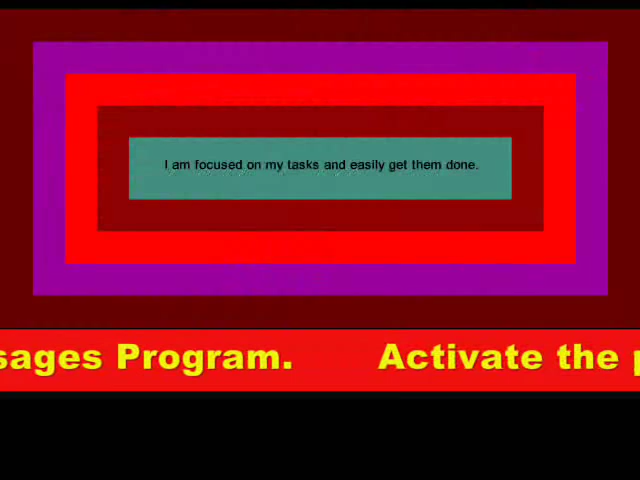 I am focused on my tasks and easily get them done.
sages Program. Activate the